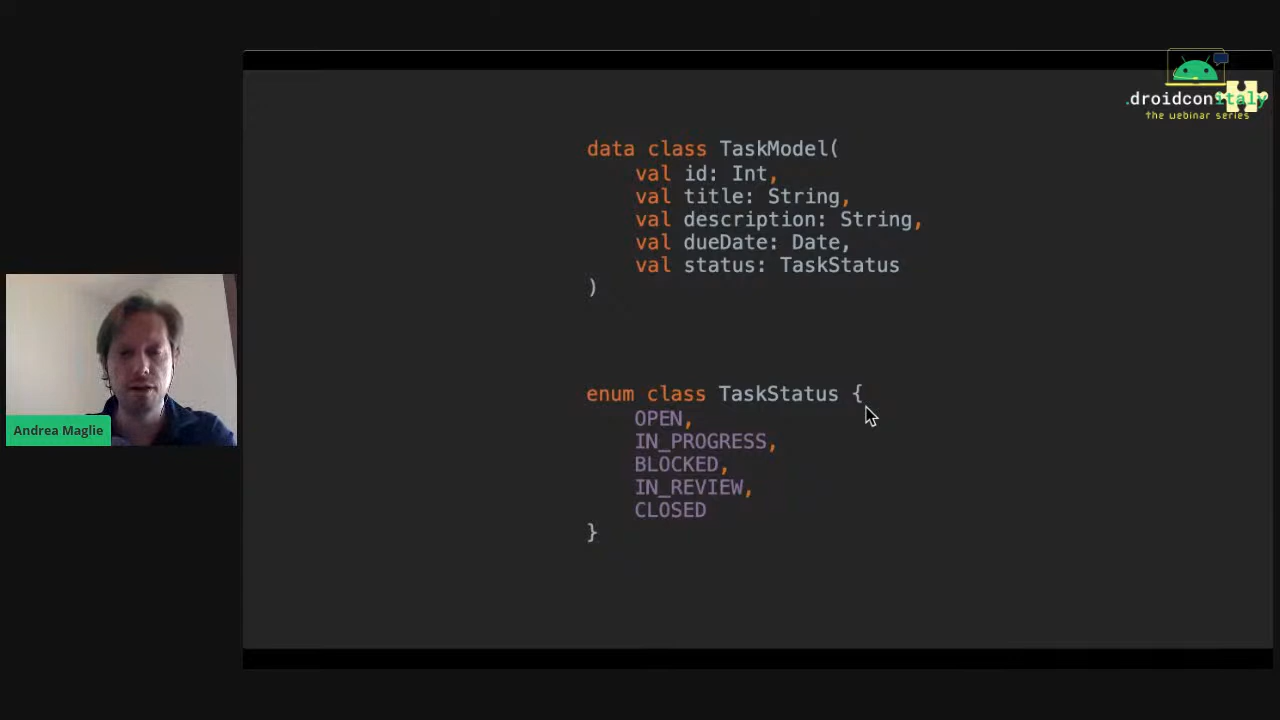 .droidconitaly
the webinar series
data class TaskModel(
val id: Int,
val title: String,
val description: String,
val dueDate: Date,
val status: TaskStatus
)
enum class TaskStatus {
OPEN,
IN_PROGRESS,
BLOCKED,
IN_REVIEW,
CLOSED
}
Andrea Maglie